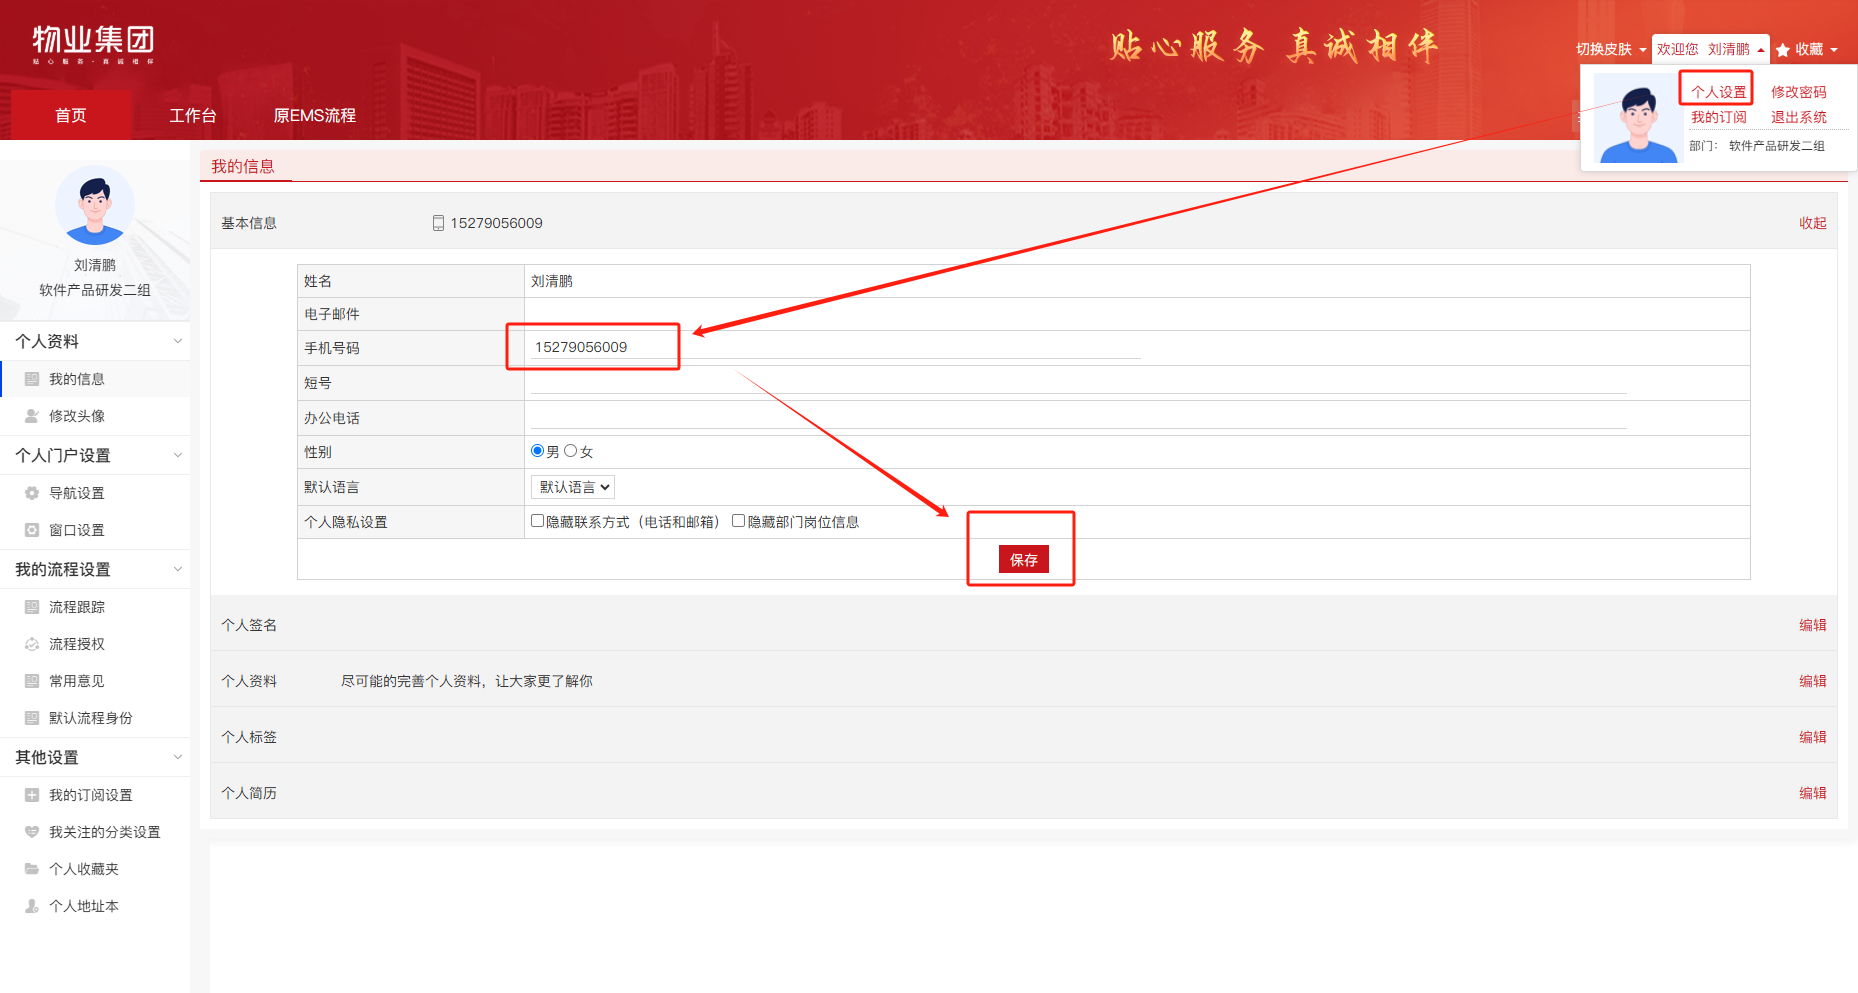 物业集团
贴心服务·真诚相伴
贴心服务 真诚相伴
切换皮肤 欢迎您 刘清鹏 收藏
个人设置 修改密码
我的订阅 退出系统
部门： 软件产品研发二组
首页 工作台 原EMS流程
刘清鹏
软件产品研发二组
个人资料
我的信息
修改头像
个人门户设置
导航设置
窗口设置
我的流程设置
流程跟踪
流程授权
常用意见
默认流程身份
其他设置
我的订阅设置
我关注的分类设置
个人收藏夹
个人地址本
我的信息
基本信息 15279056009 收起
姓名 刘清鹏
电子邮件
手机号码 15279056009
短号
办公电话
性别 男 女
默认语言 默认语言
个人隐私设置 隐藏联系方式（电话和邮箱） 隐藏部门岗位信息
保存
个人签名 编辑
个人资料 尽可能的完善个人资料，让大家更了解你 编辑
个人标签 编辑
个人简历 编辑